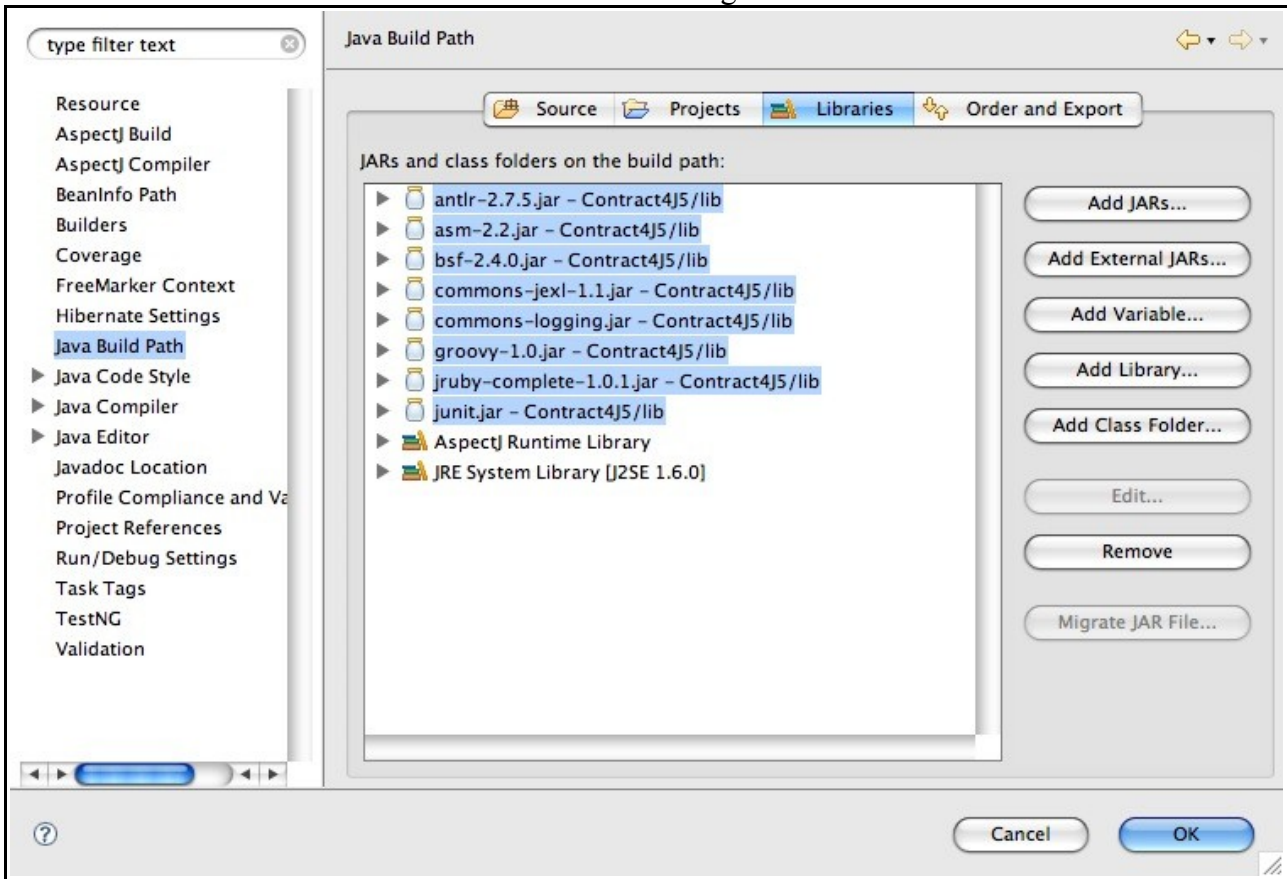 type filter text
Resource
AspectJ Build
AspectJ Compiler
BeanInfo Path
Builders
Coverage
FreeMarker Context
Hibernate Settings
Java Build Path
Java Code Style
Java Compiler
Java Editor
Javadoc Location
Profile Compliance and Va
Project References
Run/Debug Settings
Task Tags
TestNG
Validation
Java Build Path
Source Projects Libraries Order and Export
JARs and class folders on the build path:
antlr-2.7.5.jar - Contract4J5/lib
asm-2.2.jar - Contract4J5/lib
bsf-2.4.0.jar - Contract4J5/lib
commons-jexl-1.1.jar - Contract4J5/lib
commons-logging.jar - Contract4J5/lib
groovy-1.0.jar - Contract4J5/lib
jruby-complete-1.0.1.jar - Contract4J5/lib
junit.jar - Contract4J5/lib
AspectJ Runtime Library
JRE System Library [J2SE 1.6.0]
Add JARs...
Add External JARs...
Add Variable...
Add Library...
Add Class Folder...
Edit...
Remove
Migrate JAR File...
?
Cancel OK